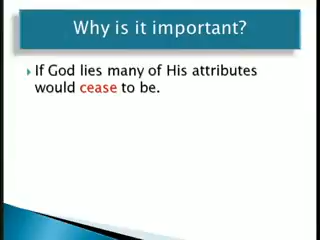 Why is it important?
If God lies many of His attributes
would cease to be.